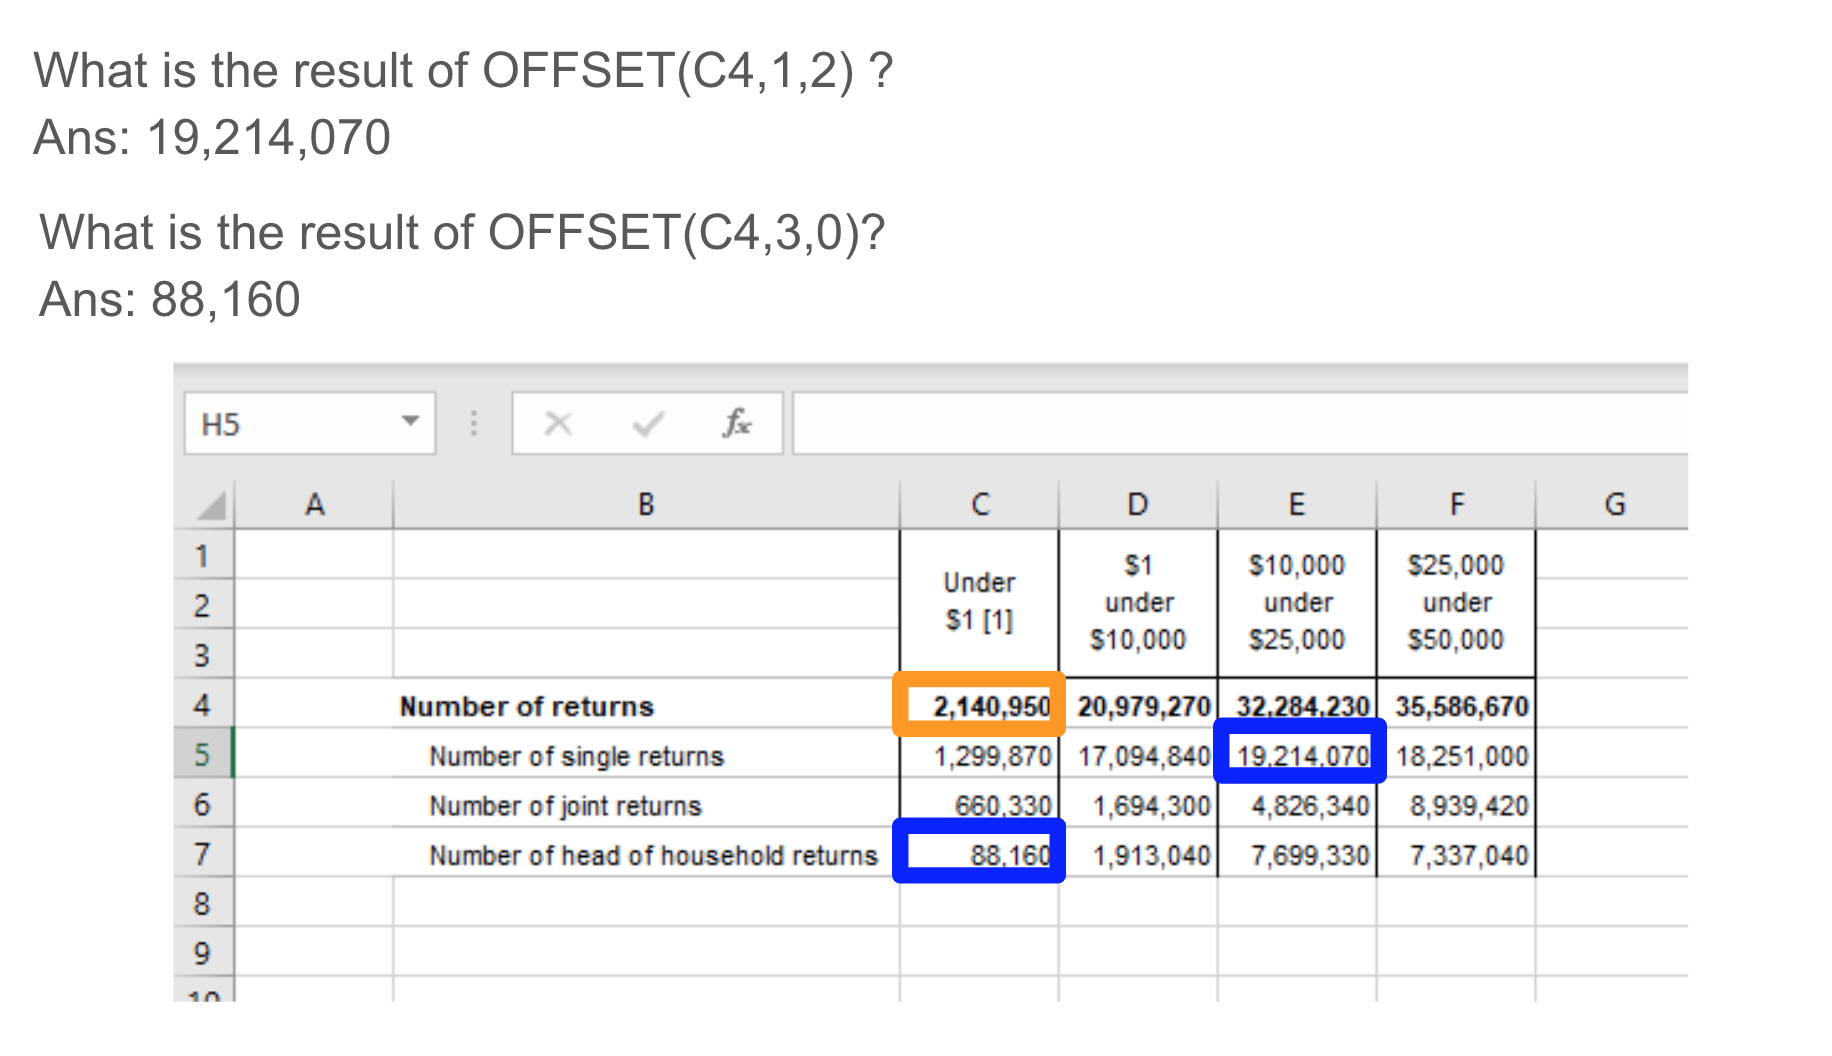 What is the result of OFFSET(C4,1,2) ?
Ans: 19,214,070
What is the result of OFFSET(C4,3,0)?
Ans: 88,160
H5 fx
A B C D E F G
1
2
3
Under
$1 [1]
$1
under
$10,000
$10,000
under
$25,000
$25,000
under
$50,000
4 Number of returns 2,140,950 20,979,270 32,284,230 35,586,670
5 Number of single returns 1,299,870 17,094,840 19,214,070 18,251,000
6 Number of joint returns 660,330 1,694,300 4,826,340 8,939,420
7 Number of head of household returns 88,160 1,913,040 7,699,330 7,337,040
8
9
10